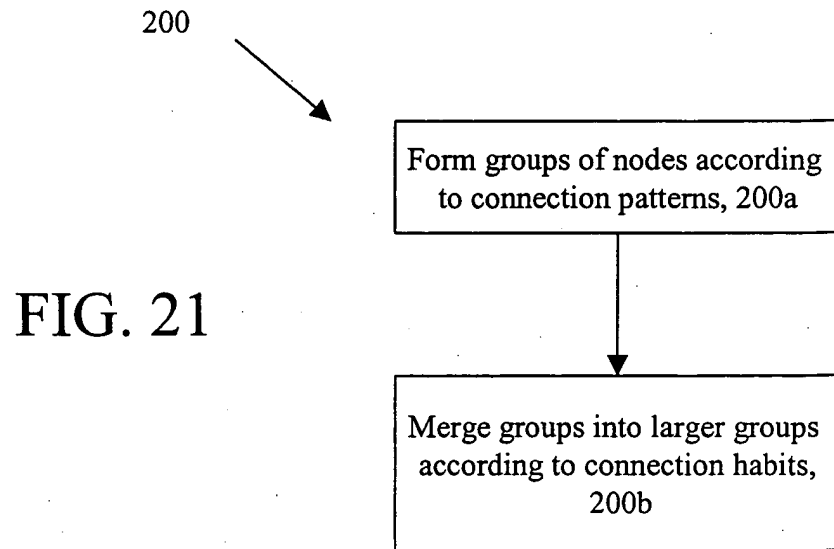 200
Form groups of nodes according
to connection patterns, 200a
FIG. 21
Merge groups into larger groups
according to connection habits,
200b